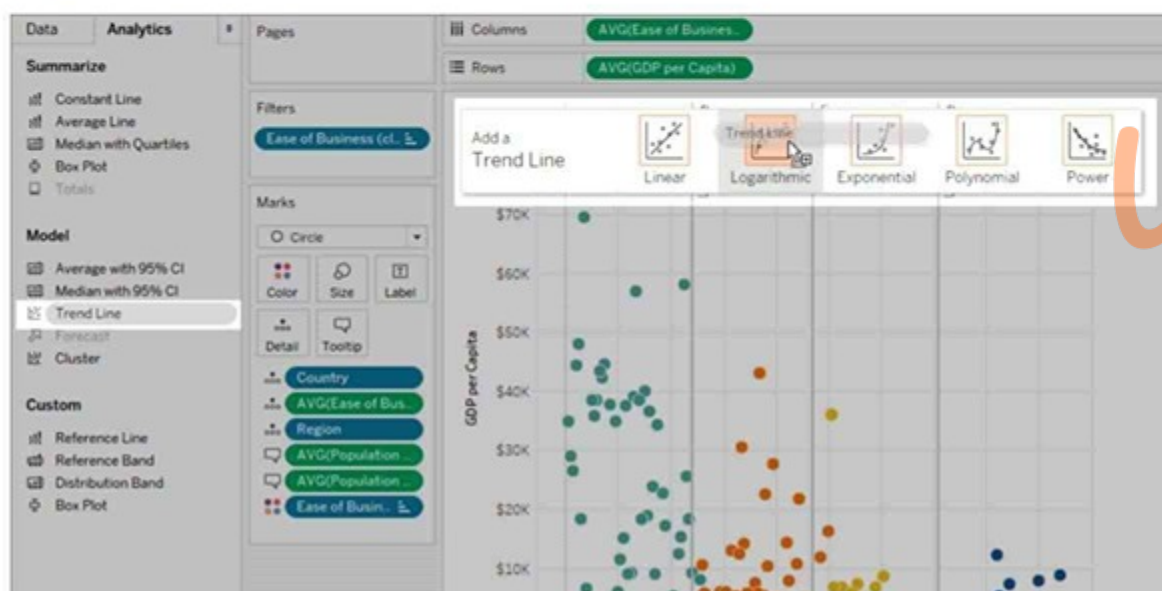 Data Analytics
Pages
Columns AVG(Ease of Busines..
Rows AVG(GDP per Capita)
Summarize
Constant Line
Average Line
Median with Quartiles
Box Plot
Totals
Model
Average with 95% CI
Median with 95% CI
Trend Line
Forecast
Cluster
Custom
Reference Line
Reference Band
Distribution Band
Box Plot
Filters
Ease of Business (cl..
Marks
Circle
Color Size Label
Detail Tooltip
Country
AVG(Ease of Bus..
Region
AVG(Population ..
AVG(Population ..
Ease of Busin..
Add a
Trend Line
Trend Line
Linear Logarithmic Exponential Polynomial Power
GDP per Capita
$70K
$60K
$50K
$40K
$30K
$20K
$10K